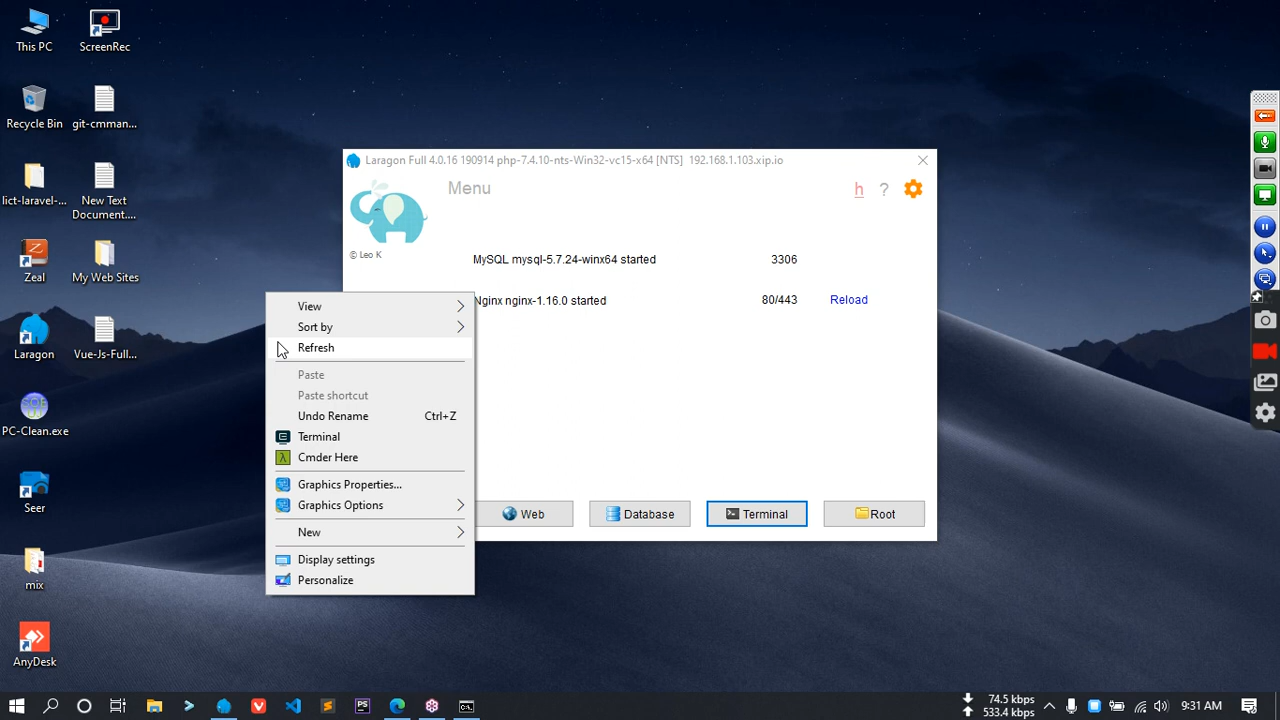 This PC
ScreenRec
Recycle Bin
git-cmman...
lict-laravel-...
New Text
Document....
Zeal
My Web Sites
Laragon
Vue-Js-Full...
PC-Clean.exe
Seer
mix
AnyDesk
Laragon Full 4.0.16 190914 php-7.4.10-nts-Win32-vc15-x64 [NTS] 192.168.1.103.xip.io
Menu
h
?
© Leo K
MySQL mysql-5.7.24-winx64 started 3306
Nginx nginx-1.16.0 started 80/443 Reload
Web
Database
Terminal
Root
View
Sort by
Refresh
Paste
Paste shortcut
Undo Rename Ctrl+Z
Terminal
Cmder Here
Graphics Properties...
Graphics Options
New
Display settings
Personalize
74.5 kbps
533.4 kbps
9:31 AM